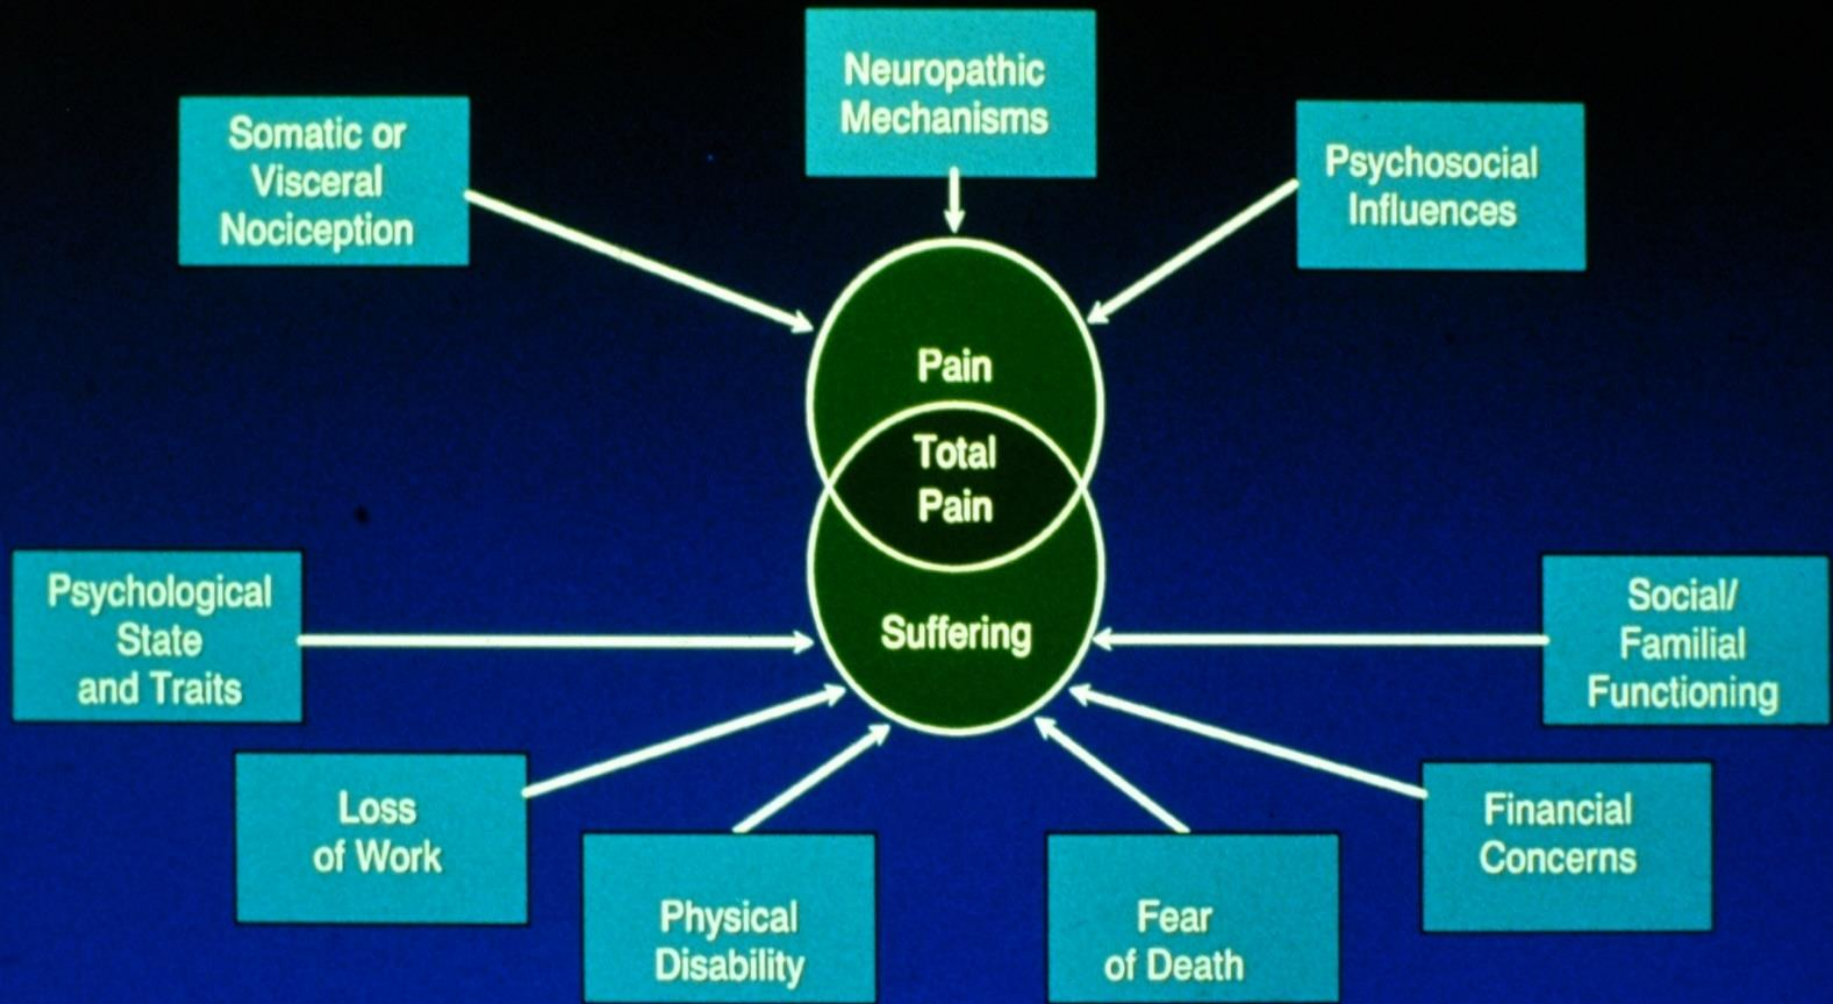 Neuropathic
Mechanisms
Somatic or
Visceral
Nociception
Psychosocial
Influences
Pain
Total
Pain
Suffering
Psychological
State
and Traits
Social/
Familial
Functioning
Loss
of Work
Financial
Concerns
Physical
Disability
Fear
of Death